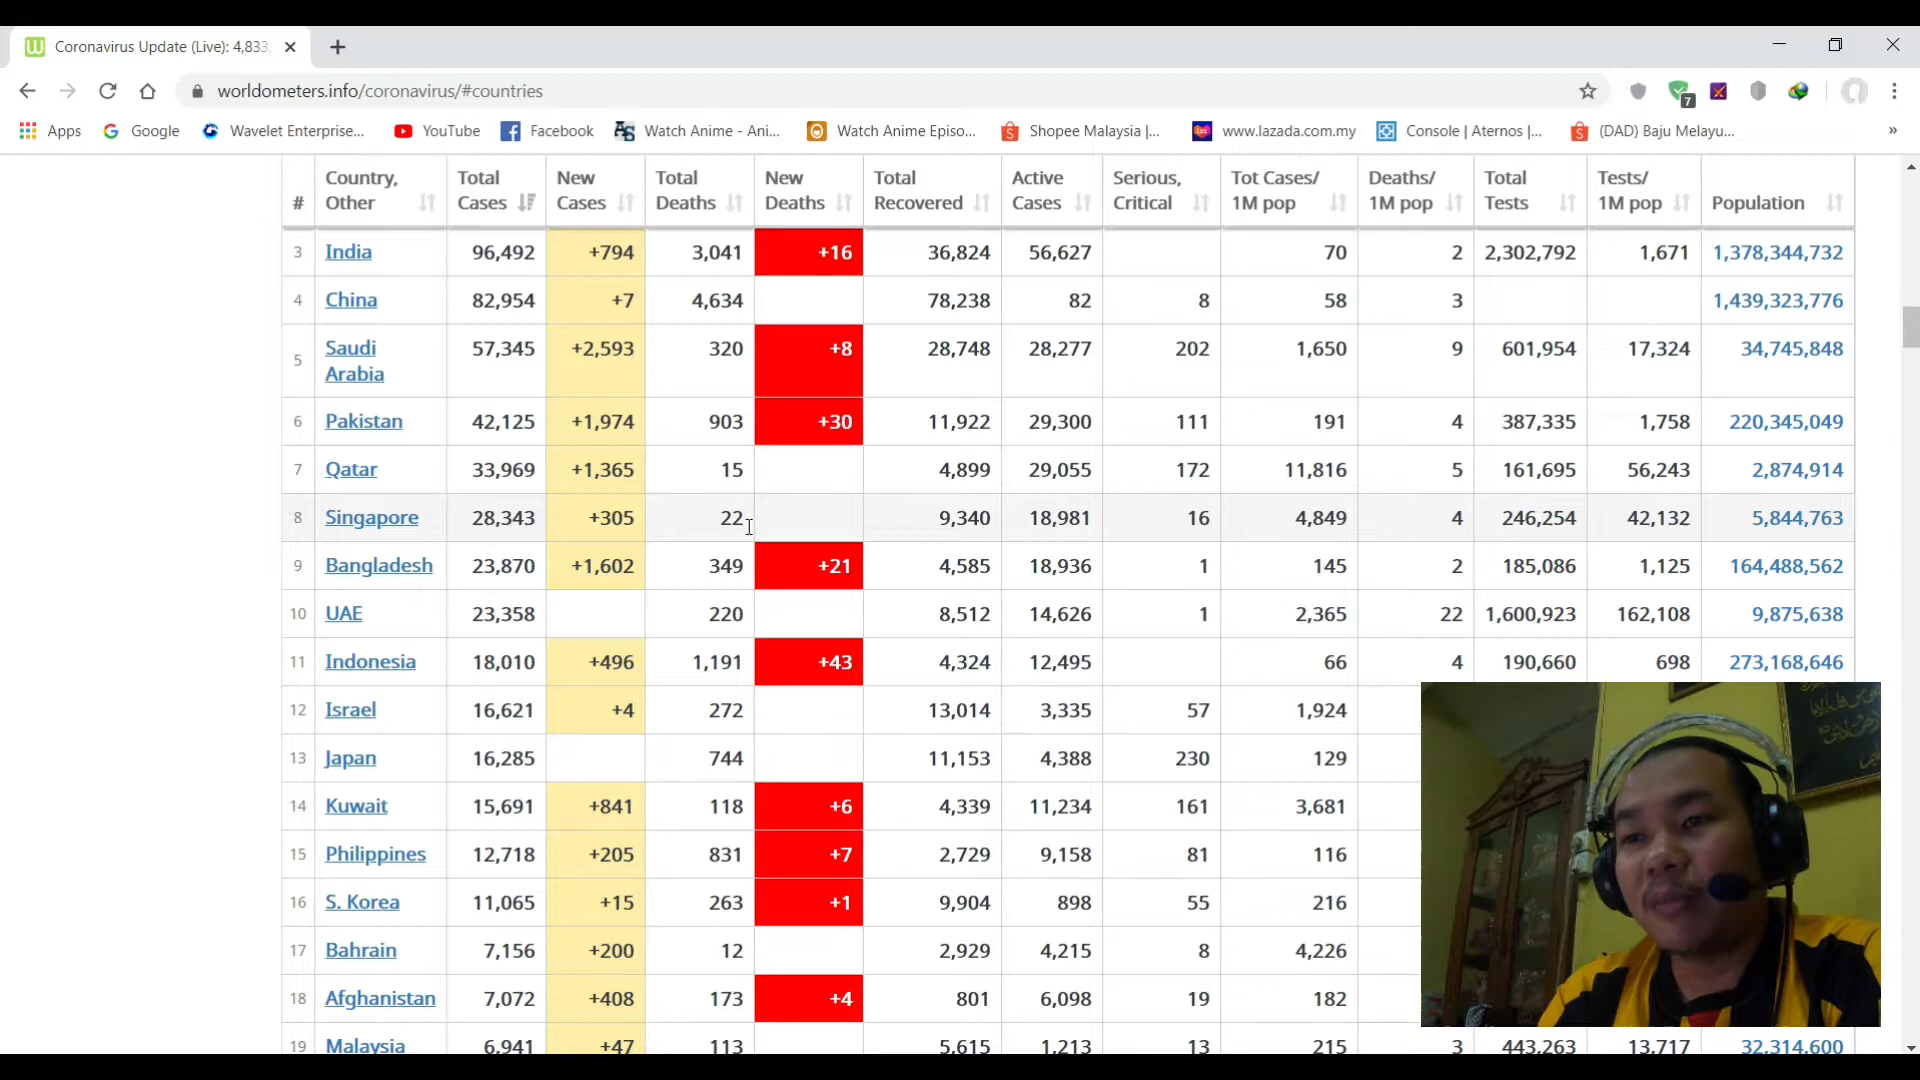 Coronavirus Update (Live): 4,833,
worldometers.info/coronavirus/#countries
7
Apps Google Wavelet Enterprise... YouTube Facebook Watch Anime - Ani... Watch Anime Episo... Shopee Malaysia |... www.lazada.com.my Console | Aternos |... (DAD) Baju Melayu... »
# Country, Other Total Cases New Cases Total Deaths New Deaths Total Recovered Active Cases Serious, Critical Tot Cases/ 1M pop Deaths/ 1M pop Total Tests Tests/ 1M pop Population
3 India 96,492 +794 3,041 +16 36,824 56,627 70 2 2,302,792 1,671 1,378,344,732
4 China 82,954 +7 4,634 78,238 82 8 58 3 1,439,323,776
5 Saudi Arabia 57,345 +2,593 320 +8 28,748 28,277 202 1,650 9 601,954 17,324 34,745,848
6 Pakistan 42,125 +1,974 903 +30 11,922 29,300 111 191 4 387,335 1,758 220,345,049
7 Qatar 33,969 +1,365 15 4,899 29,055 172 11,816 5 161,695 56,243 2,874,914
8 Singapore 28,343 +305 22 9,340 18,981 16 4,849 4 246,254 42,132 5,844,763
9 Bangladesh 23,870 +1,602 349 +21 4,585 18,936 1 145 2 185,086 1,125 164,488,562
10 UAE 23,358 220 8,512 14,626 1 2,365 22 1,600,923 162,108 9,875,638
11 Indonesia 18,010 +496 1,191 +43 4,324 12,495 66 4 190,660 698 273,168,646
12 Israel 16,621 +4 272 13,014 3,335 57 1,924
13 Japan 16,285 744 11,153 4,388 230 129
14 Kuwait 15,691 +841 118 +6 4,339 11,234 161 3,681
15 Philippines 12,718 +205 831 +7 2,729 9,158 81 116
16 S. Korea 11,065 +15 263 +1 9,904 898 55 216
17 Bahrain 7,156 +200 12 2,929 4,215 8 4,226
18 Afghanistan 7,072 +408 173 +4 801 6,098 19 182
19 Malaysia 6,941 +47 113 5,615 1,213 13 215 3 443,263 13,717 32,314,600